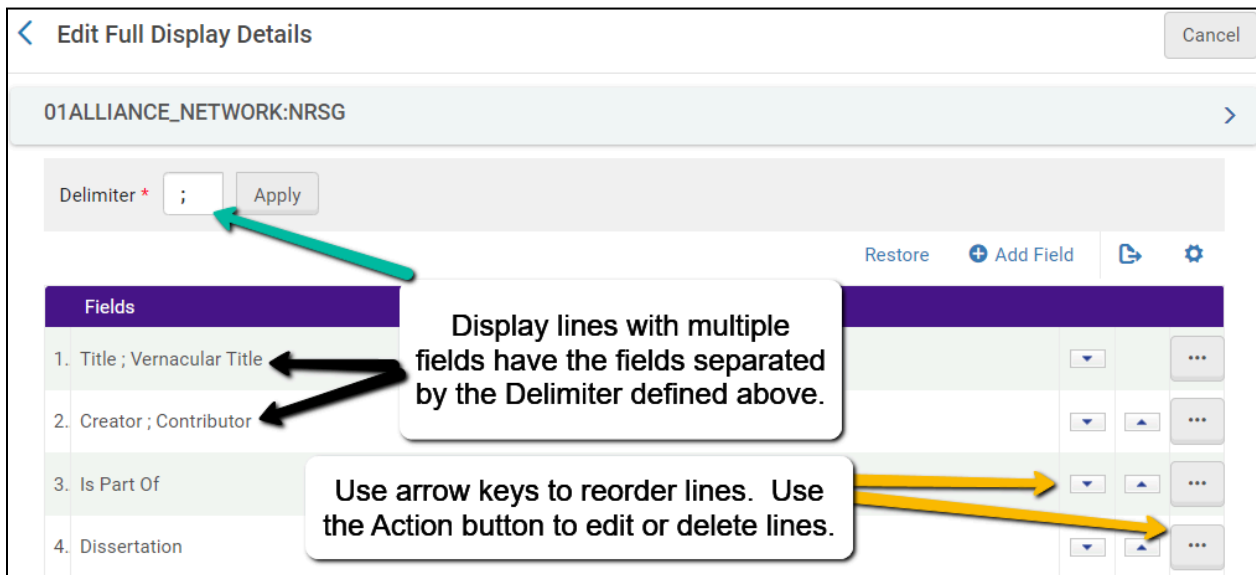 Edit Full Display Details
Cancel
01ALLIANCE_NETWORK:NRSG
Delimiter * ; Apply
Restore Add Field
Fields
Display lines with multiple
fields have the fields separated
by the Delimiter defined above.
1. Title ; Vernacular Title
2. Creator ; Contributor
3. Is Part Of
Use arrow keys to reorder lines. Use
the Action button to edit or delete lines.
4. Dissertation